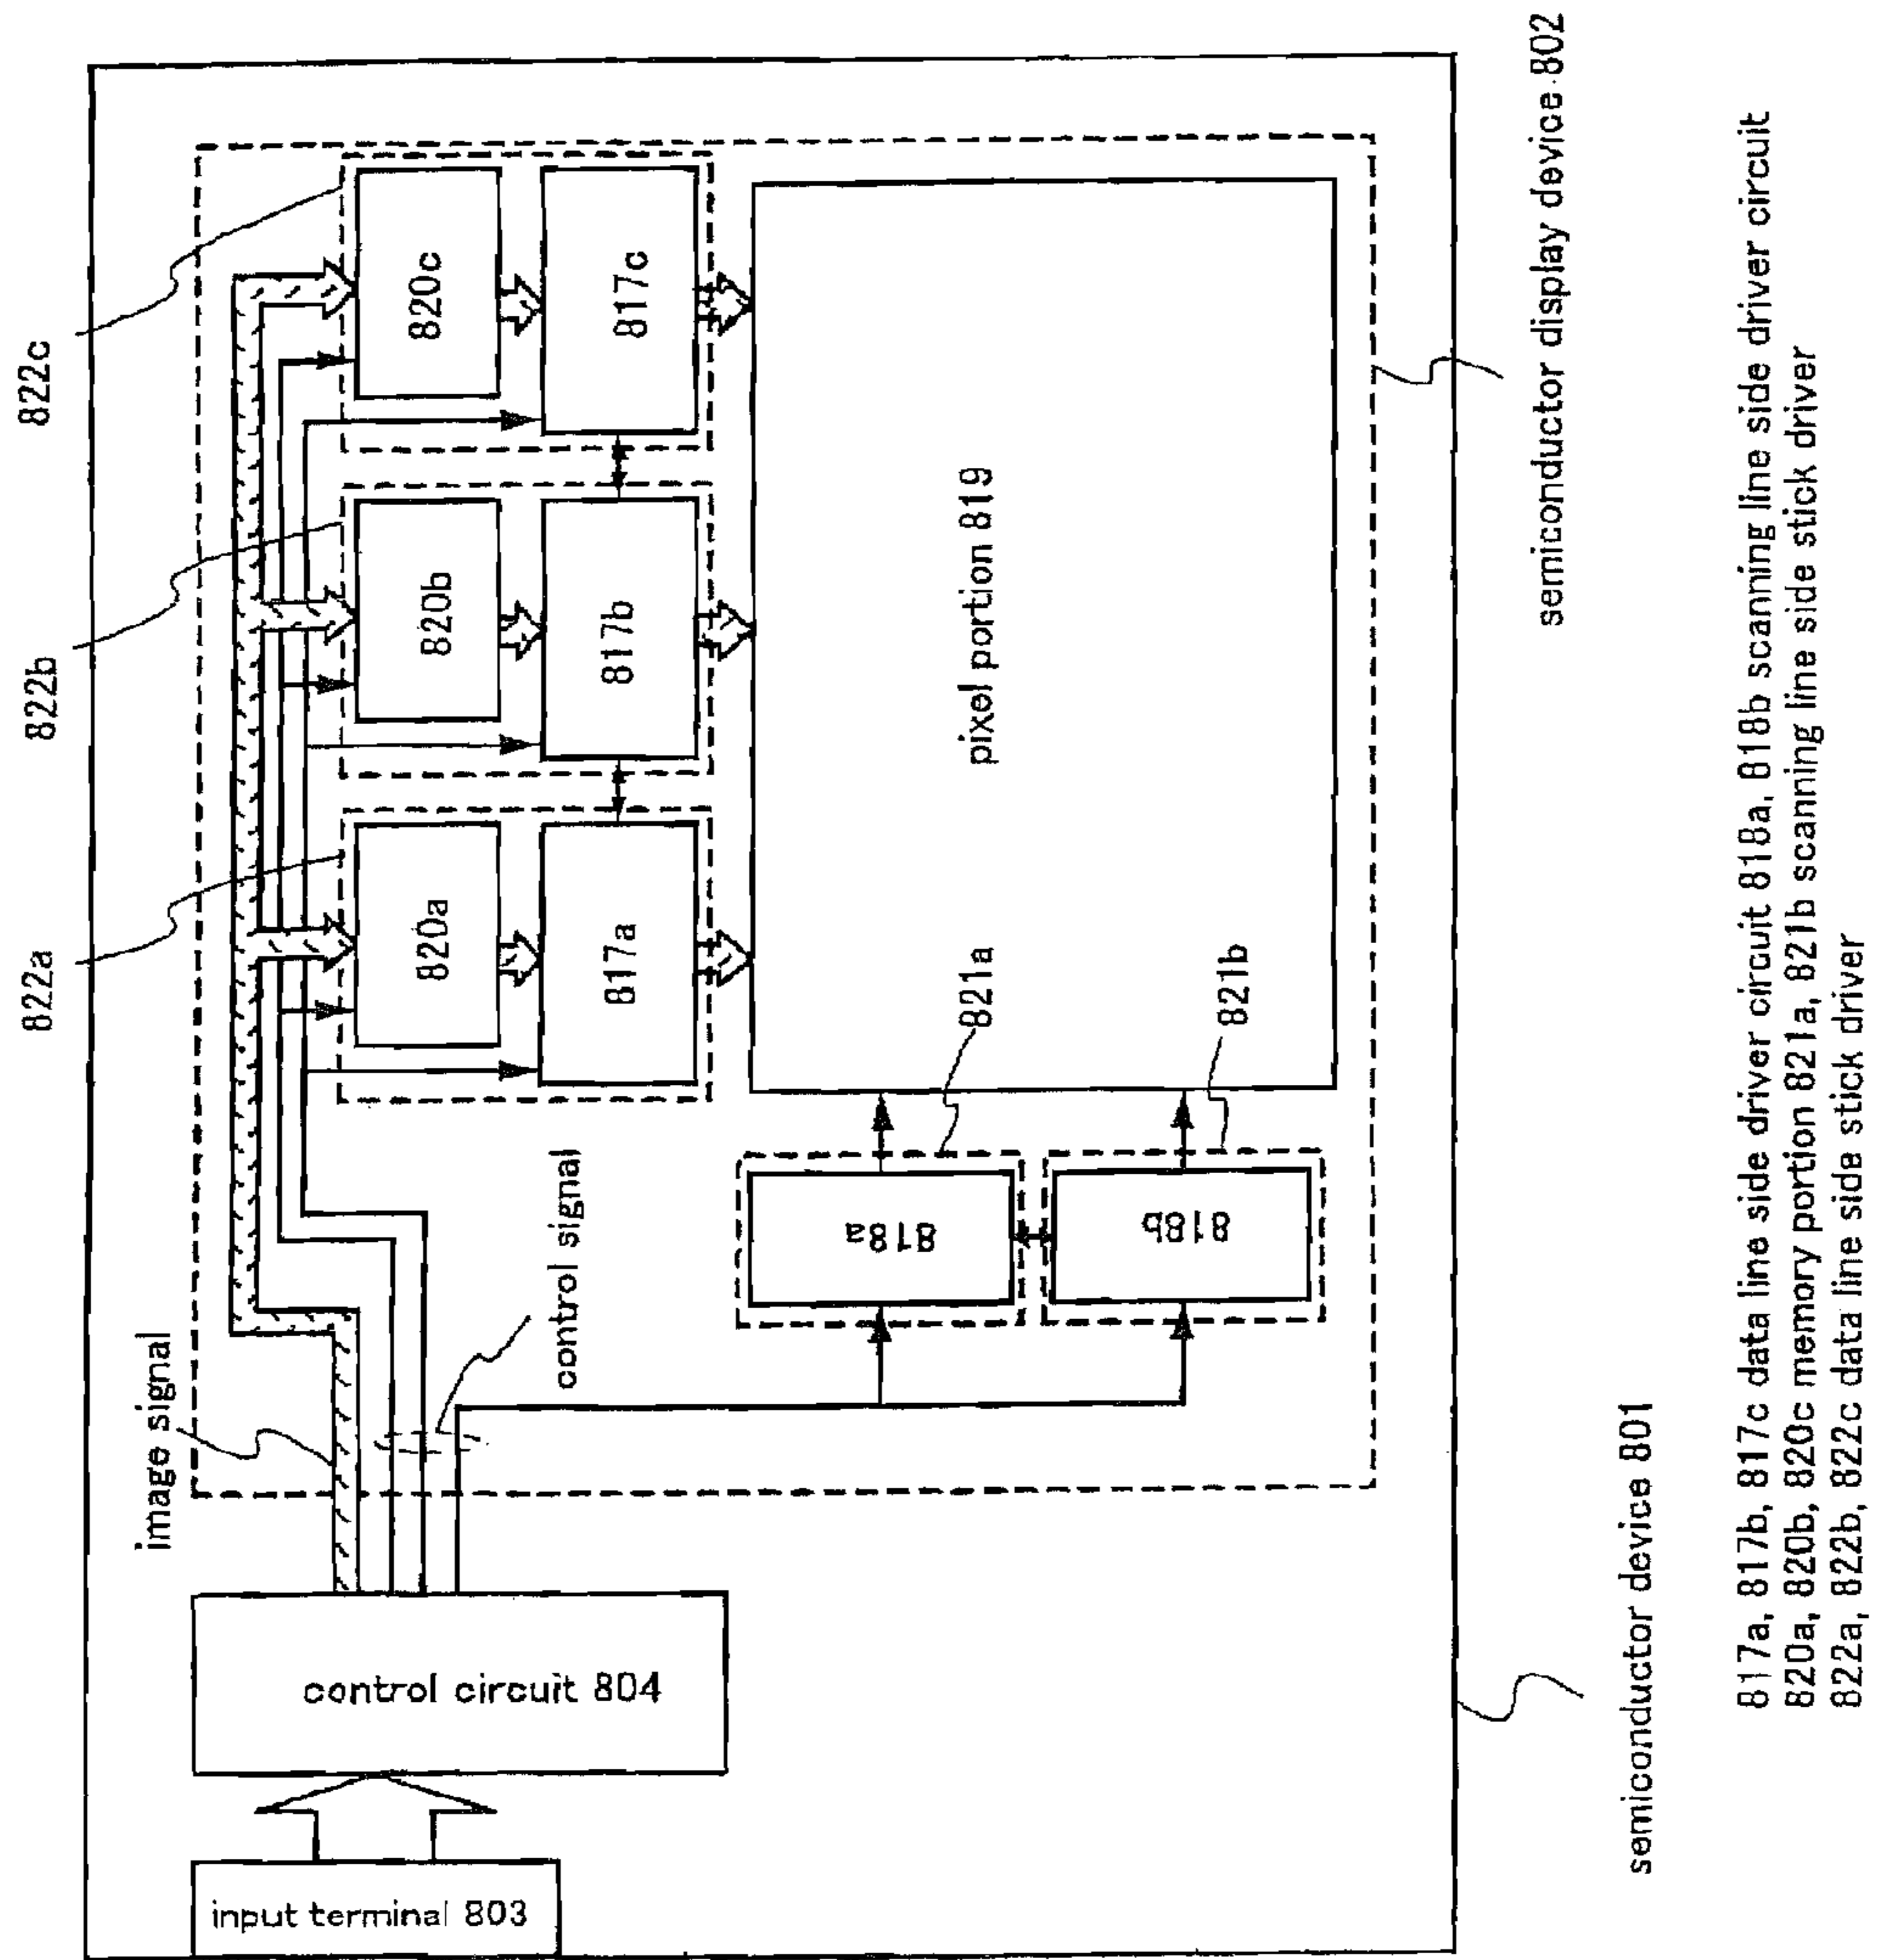 822a
822b
822c
image signal
control signal
input terminal 803
control circuit 804
820a
820b
820c
817a
817b
817c
818a
818b
821a
821b
pixel portion 819
semiconductor display device 802
semiconductor device 801
817a, 817b, 817c data line side driver circuit 818a, 818b scanning line side driver circuit
820a, 820b, 820c memory portion 821a, 821b scanning line side stick driver
822a, 822b, 822c data line side stick driver